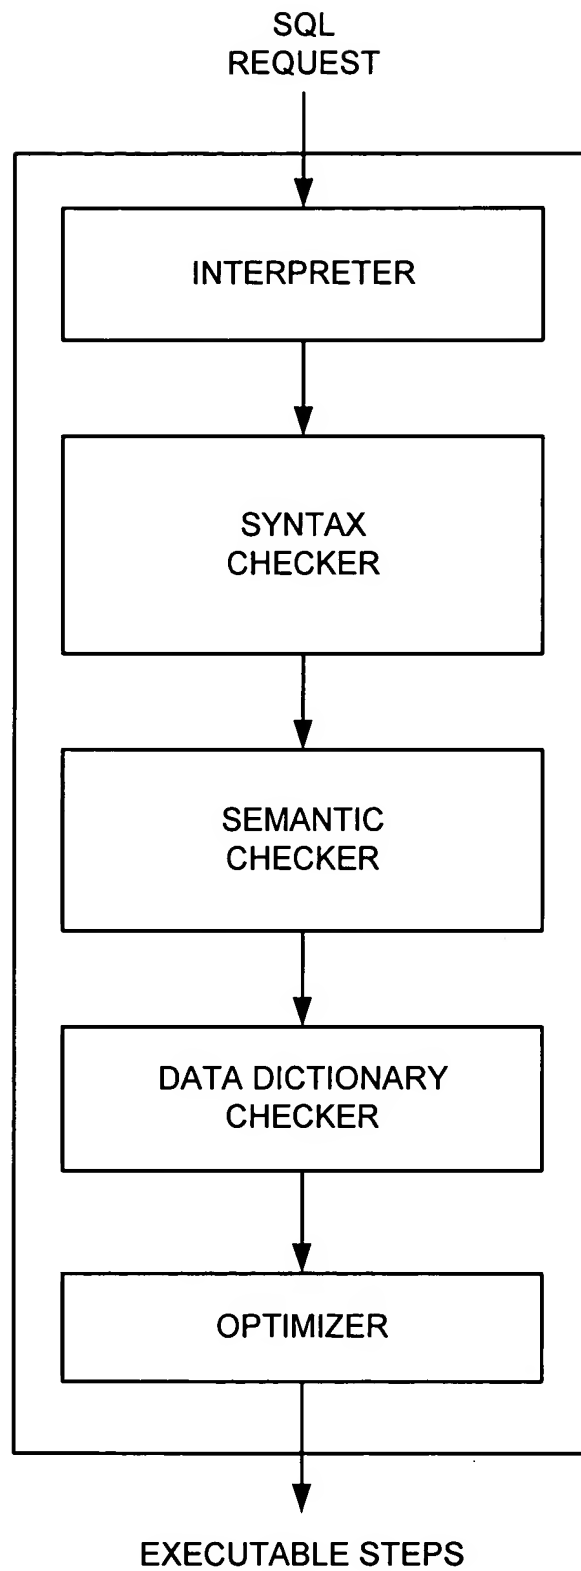 SQL
REQUEST
INTERPRETER
SYNTAX
CHECKER
SEMANTIC
CHECKER
DATA DICTIONARY
CHECKER
OPTIMIZER
EXECUTABLE STEPS